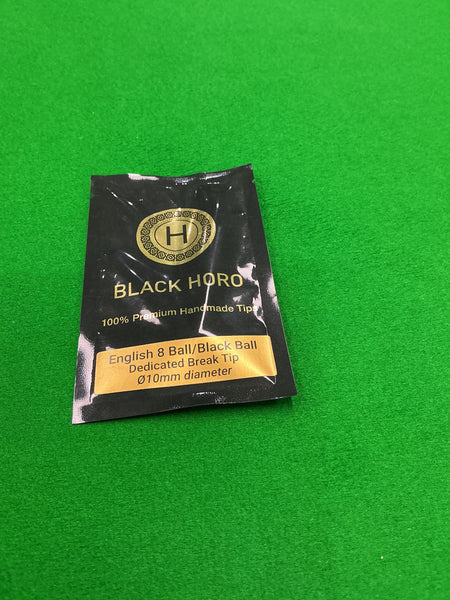 H
BLACK HORO
100% Premium Handmade Tips
English 8 Ball/Black Ball
Dedicated Break Tip
Ø10mm diameter